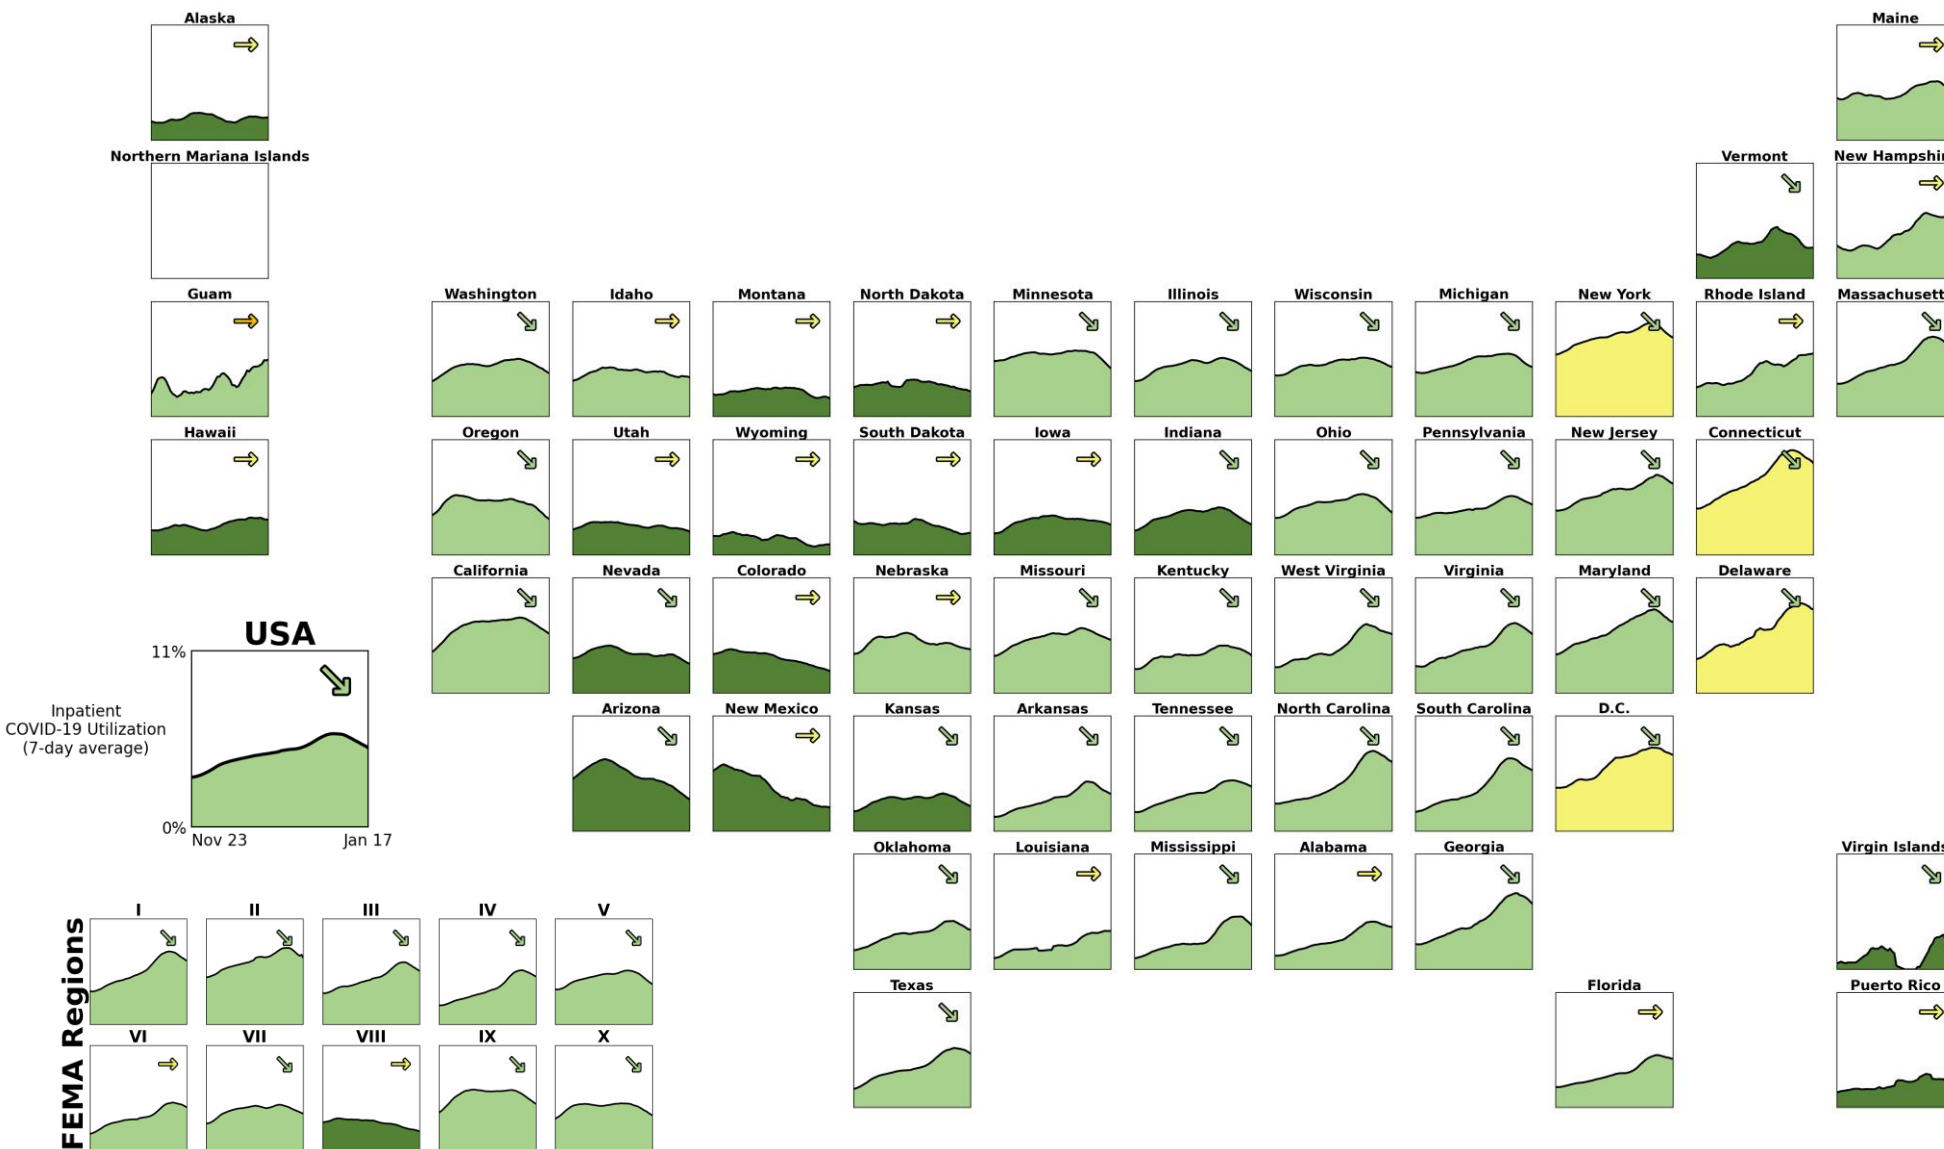 Alaska
Maine
Northern Mariana Islands
Vermont
New Hampshir
Guam
Washington
Idaho
Montana
North Dakota
Minnesota
Illinois
Wisconsin
Michigan
New York
Rhode Island
Massachusett
Hawaii
Oregon
Utah
Wyoming
South Dakota
Iowa
Indiana
Ohio
Pennsylvania
New Jersey
Connecticut
California
Nevada
Colorado
Nebraska
Missouri
Kentucky
West Virginia
Virginia
Maryland
Delaware
USA
11%
Inpatient
COVID-19 Utilization
(7-day average)
0%
Nov 23
Jan 17
Arizona
New Mexico
Kansas
Arkansas
Tennessee
North Carolina
South Carolina
D.C.
Oklahoma
Louisiana
Mississippi
Alabama
Georgia
Virgin Islands
Texas
Florida
Puerto Rico
FEMA Regions
I
II
III
IV
V
VI
VII
VIII
IX
X